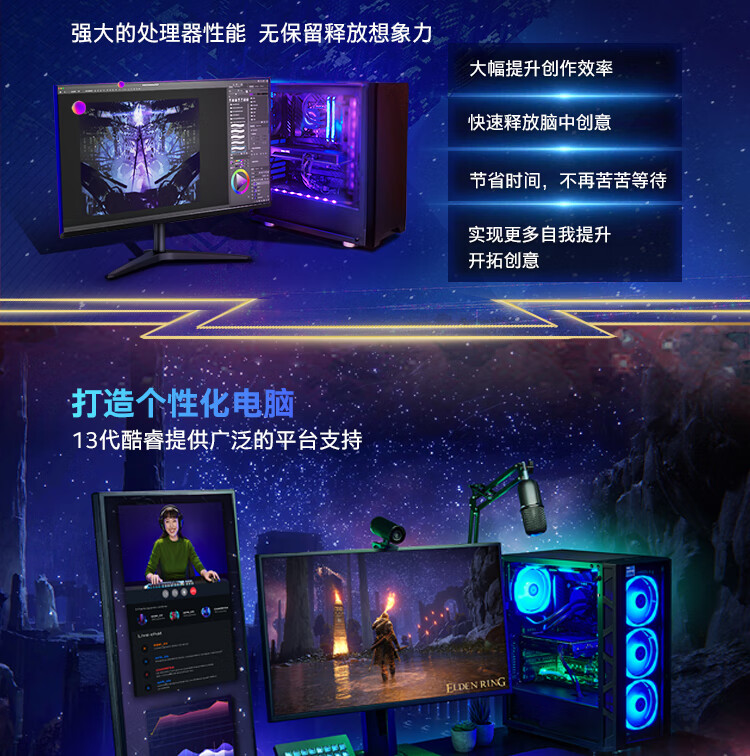 强大的处理器性能 无保留释放想象力
大幅提升创作效率
快速释放脑中创意
节省时间，不再苦苦等待
实现更多自我提升
开拓创意
打造个性化电脑
13代酷睿提供广泛的平台支持
Live chat
ELDEN RING